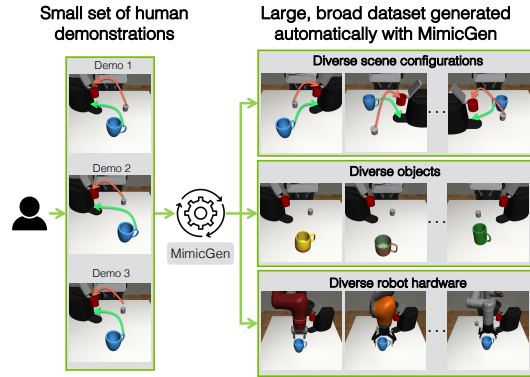 Small set of human
demonstrations
Large, broad dataset generated
automatically with MimicGen
Demo 1
Demo 2
Demo 3
MimicGen
Diverse scene configurations
...
Diverse objects
...
Diverse robot hardware
...